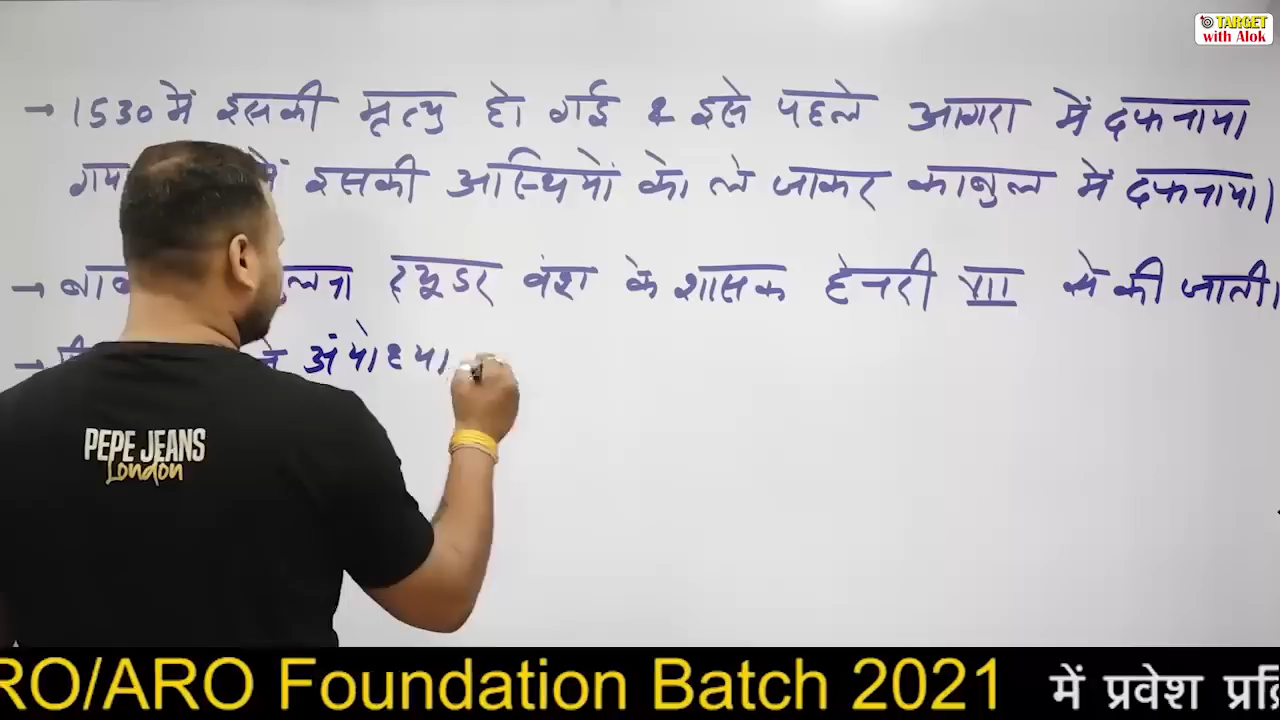 TARGET
with Alok
→ 1530 में इसकी मृत्यु हो गई & इसे पहले आगरा में दफनाया
इसकी अस्थियों को ले जाकर काबुल में दफनाया।
→ ट्यूडर वंश के शासक हेनरी VIII से की जाती।
→ अयोध्या
PEPE JEANS
London
RO/ARO Foundation Batch 2021 में प्रवेश